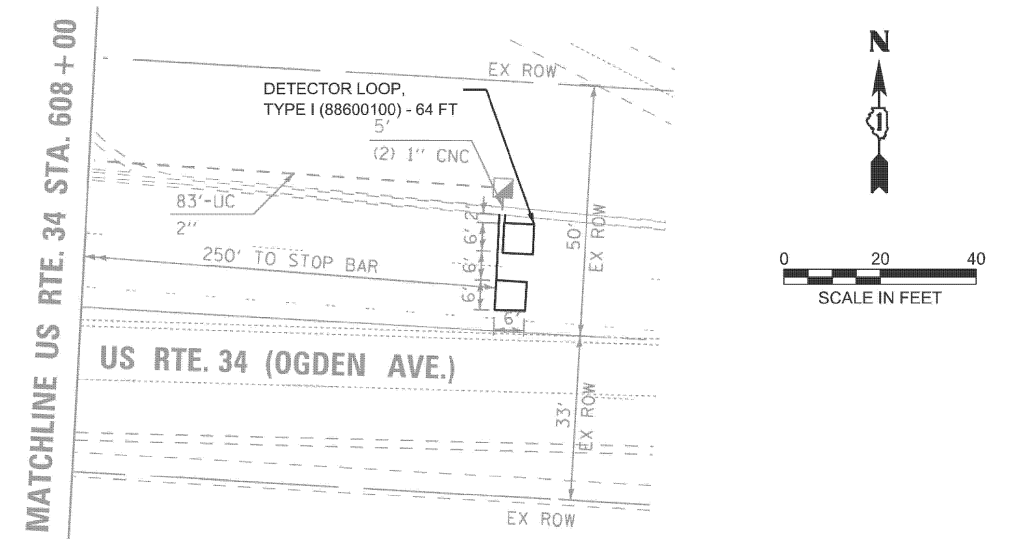 MATCHLINE US RTE. 34 STA. 608+00
EX ROW
DETECTOR LOOP,
TYPE I (88600100) - 64 FT
5'
(2) 1" CNC
83'-UC
2"
2'
6'
6'
6'
6'
250' TO STOP BAR
50'
EX ROW
US RTE. 34 (OGDEN AVE.)
33'
EX ROW
EX ROW
N
1
0 20 40
SCALE IN FEET